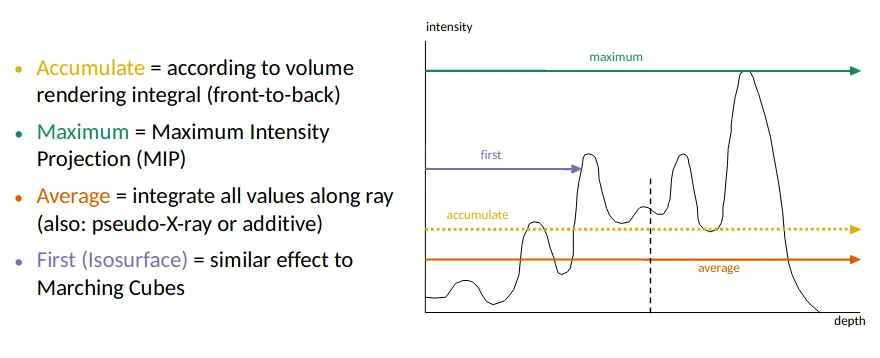 Accumulate = according to volume
rendering integral (front-to-back)
Maximum = Maximum Intensity
Projection (MIP)
Average = integrate all values along ray
(also: pseudo-X-ray or additive)
First (Isosurface) = similar effect to
Marching Cubes
intensity
maximum
first
accumulate
average
depth